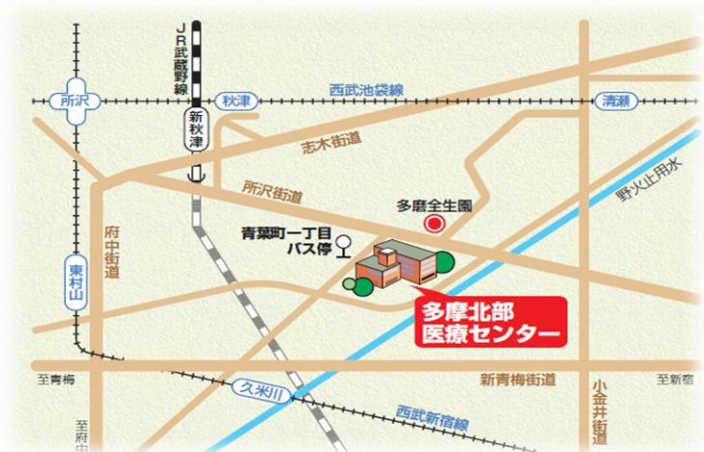 JR武蔵野線
所沢
新秋津
秋津
西武池袋線
清瀬
志木街道
所沢街道
野火止用水
多磨全生園
府中街道
青葉町一丁目
バス停
東村山
多摩北部
医療センター
至青梅
新青梅街道
至新宿
久米川
西武新宿線
小金井街道
至府中